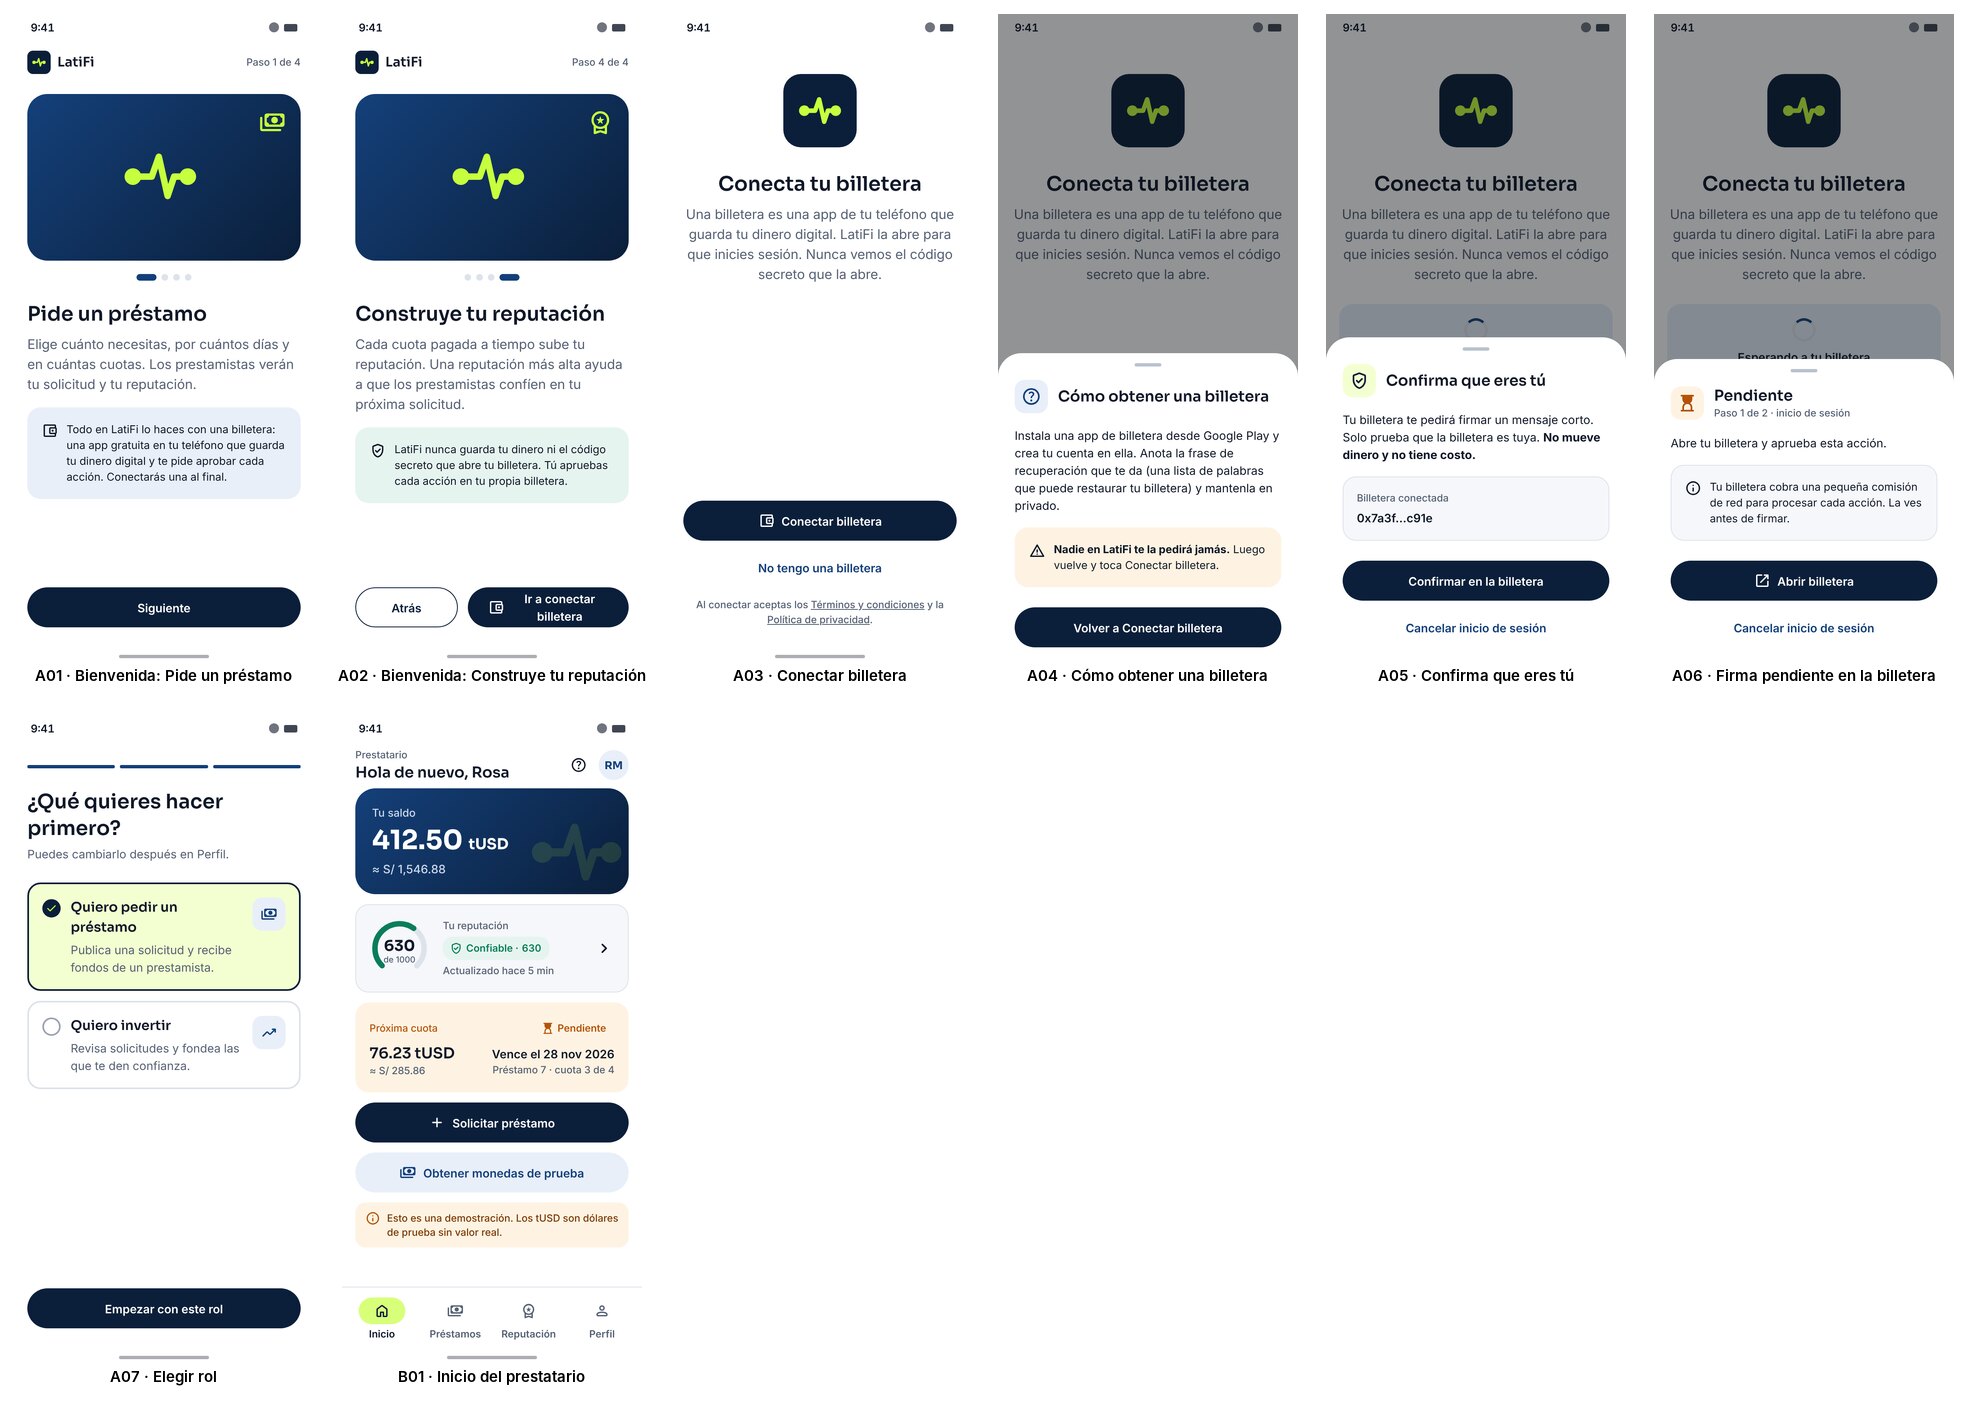 9:41
LatiFi
Paso 1 de 4
Pide un préstamo
Elige cuánto necesitas, por cuántos días y
en cuántas cuotas. Los prestamistas verán
tu solicitud y tu reputación.
Todo en LatiFi lo haces con una billetera:
una app gratuita en tu teléfono que guarda
tu dinero digital y te pide aprobar cada
acción. Conectarás una al final.
Siguiente
A01 · Bienvenida: Pide un préstamo
9:41
LatiFi
Paso 4 de 4
Construye tu reputación
Cada cuota pagada a tiempo sube tu
reputación. Una reputación más alta ayuda
a que los prestamistas confíen en tu
próxima solicitud.
LatiFi nunca guarda tu dinero ni el código
secreto que abre tu billetera. Tú apruebas
cada acción en tu propia billetera.
Atrás
Ir a conectar
billetera
A02 · Bienvenida: Construye tu reputación
9:41
Conecta tu billetera
Una billetera es una app de tu teléfono que
guarda tu dinero digital. LatiFi la abre para
que inicies sesión. Nunca vemos el código
secreto que la abre.
Conectar billetera
No tengo una billetera
Al conectar aceptas los Términos y condiciones y la
Política de privacidad.
A03 · Conectar billetera
9:41
Conecta tu billetera
Una billetera es una app de tu teléfono que
guarda tu dinero digital. LatiFi la abre para
que inicies sesión. Nunca vemos el código
secreto que la abre.
Cómo obtener una billetera
Instala una app de billetera desde Google Play y
crea tu cuenta en ella. Anota la frase de
recuperación que te da (una lista de palabras
que puede restaurar tu billetera) y mantenla en
privado.
Nadie en LatiFi te la pedirá jamás. Luego
vuelve y toca Conectar billetera.
Volver a Conectar billetera
A04 · Cómo obtener una billetera
9:41
Conecta tu billetera
Una billetera es una app de tu teléfono que
guarda tu dinero digital. LatiFi la abre para
que inicies sesión. Nunca vemos el código
secreto que la abre.
Confirma que eres tú
Tu billetera te pedirá firmar un mensaje corto.
Solo prueba que la billetera es tuya. No mueve
dinero y no tiene costo.
Billetera conectada
0x7a3f...c91e
Confirmar en la billetera
Cancelar inicio de sesión
A05 · Confirma que eres tú
9:41
Conecta tu billetera
Una billetera es una app de tu teléfono que
guarda tu dinero digital. LatiFi la abre para
que inicies sesión. Nunca vemos el código
secreto que la abre.
Esperando a tu billetera
Pendiente
Paso 1 de 2 · inicio de sesión
Abre tu billetera y aprueba esta acción.
Tu billetera cobra una pequeña comisión
de red para procesar cada acción. La ves
antes de firmar.
Abrir billetera
Cancelar inicio de sesión
A06 · Firma pendiente en la billetera
9:41
¿Qué quieres hacer
primero?
Puedes cambiarlo después en Perfil.
Quiero pedir un
préstamo
Publica una solicitud y recibe
fondos de un prestamista.
Quiero invertir
Revisa solicitudes y fondea las
que te den confianza.
Empezar con este rol
A07 · Elegir rol
9:41
Prestatario
Hola de nuevo, Rosa
RM
Tu saldo
412.50 tUSD
≈ S/ 1,546.88
630
de 1000
Tu reputación
Confiable · 630
Actualizado hace 5 min
Próxima cuota
Pendiente
76.23 tUSD
Vence el 28 nov 2026
≈ S/ 285.86
Préstamo 7 · cuota 3 de 4
+ Solicitar préstamo
Obtener monedas de prueba
Esto es una demostración. Los tUSD son dólares
de prueba sin valor real.
Inicio
Préstamos
Reputación
Perfil
B01 · Inicio del prestatario